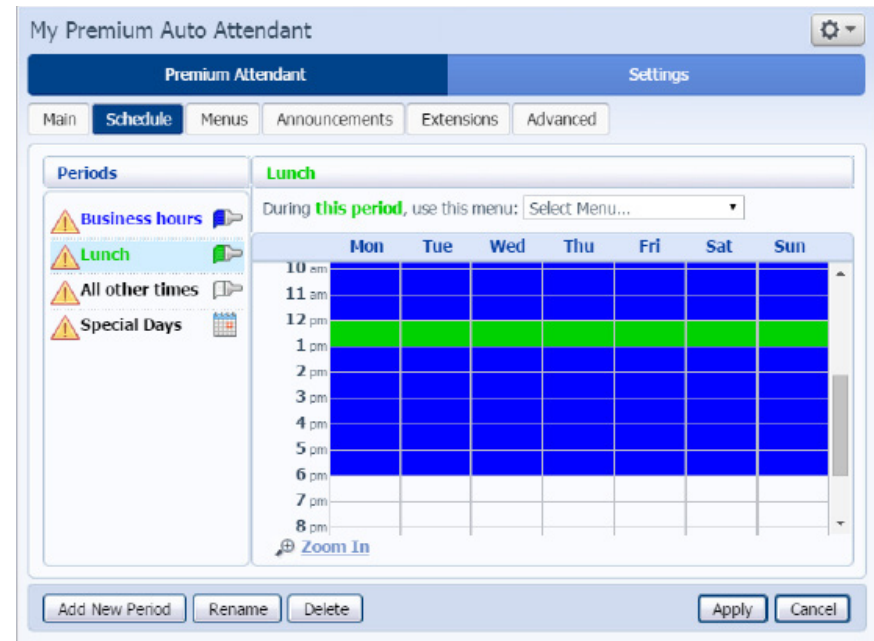 My Premium Auto Attendant
Premium Attendant Settings
Main Schedule Menus Announcements Extensions Advanced
Periods
Business hours
Lunch
All other times
Special Days
Lunch
During this period, use this menu: Select Menu...
Mon Tue Wed Thu Fri Sat Sun
10 am
11 am
12 pm
1 pm
2 pm
3 pm
4 pm
5 pm
6 pm
7 pm
8 pm
Zoom In
Add New Period Rename Delete Apply Cancel